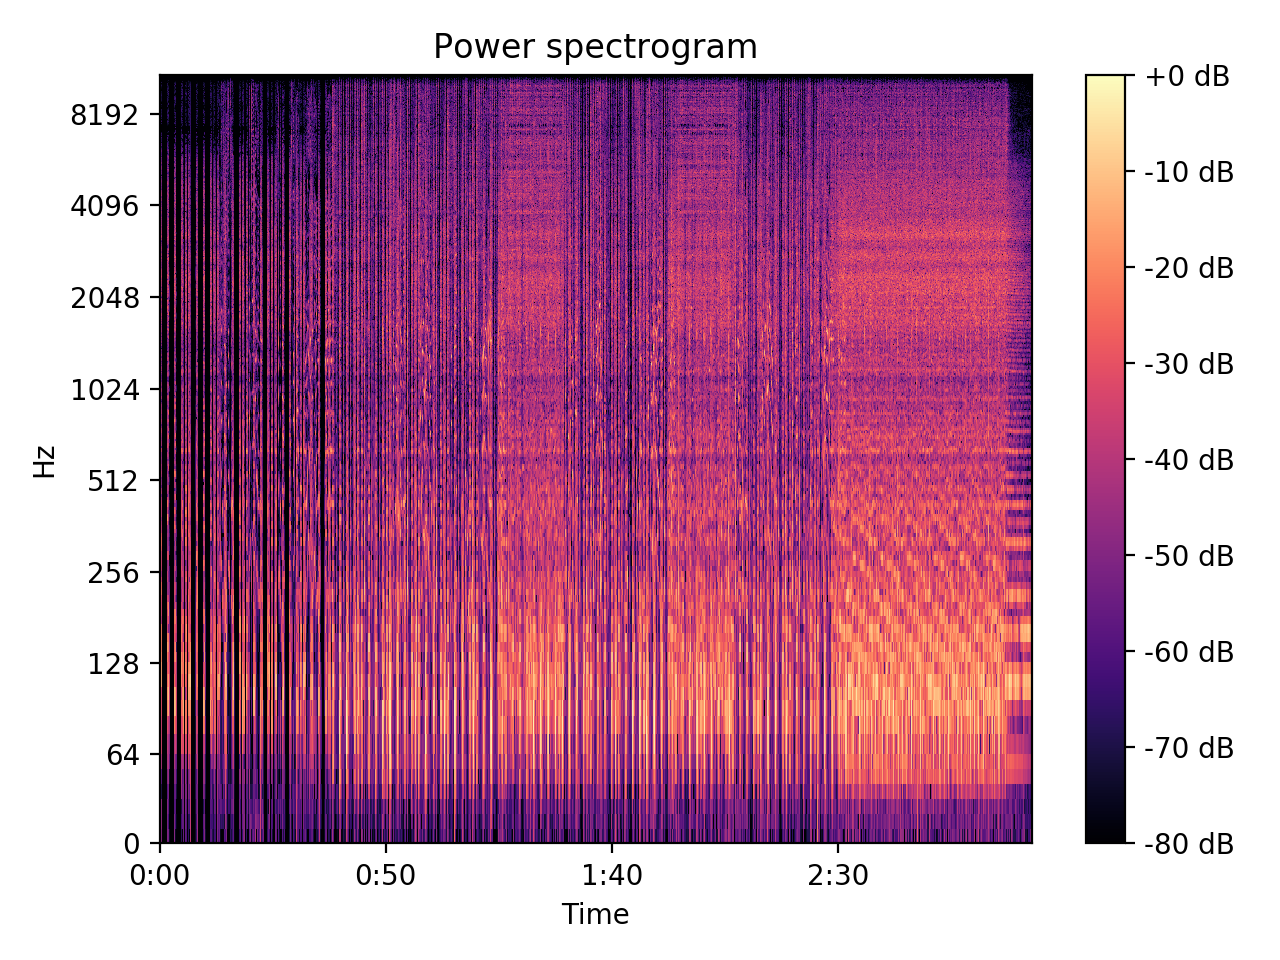 Power spectrogram
Hz
8192
4096
2048
1024
512
256
128
64
0
0:00 0:50 1:40 2:30
Time
+0 dB
-10 dB
-20 dB
-30 dB
-40 dB
-50 dB
-60 dB
-70 dB
-80 dB